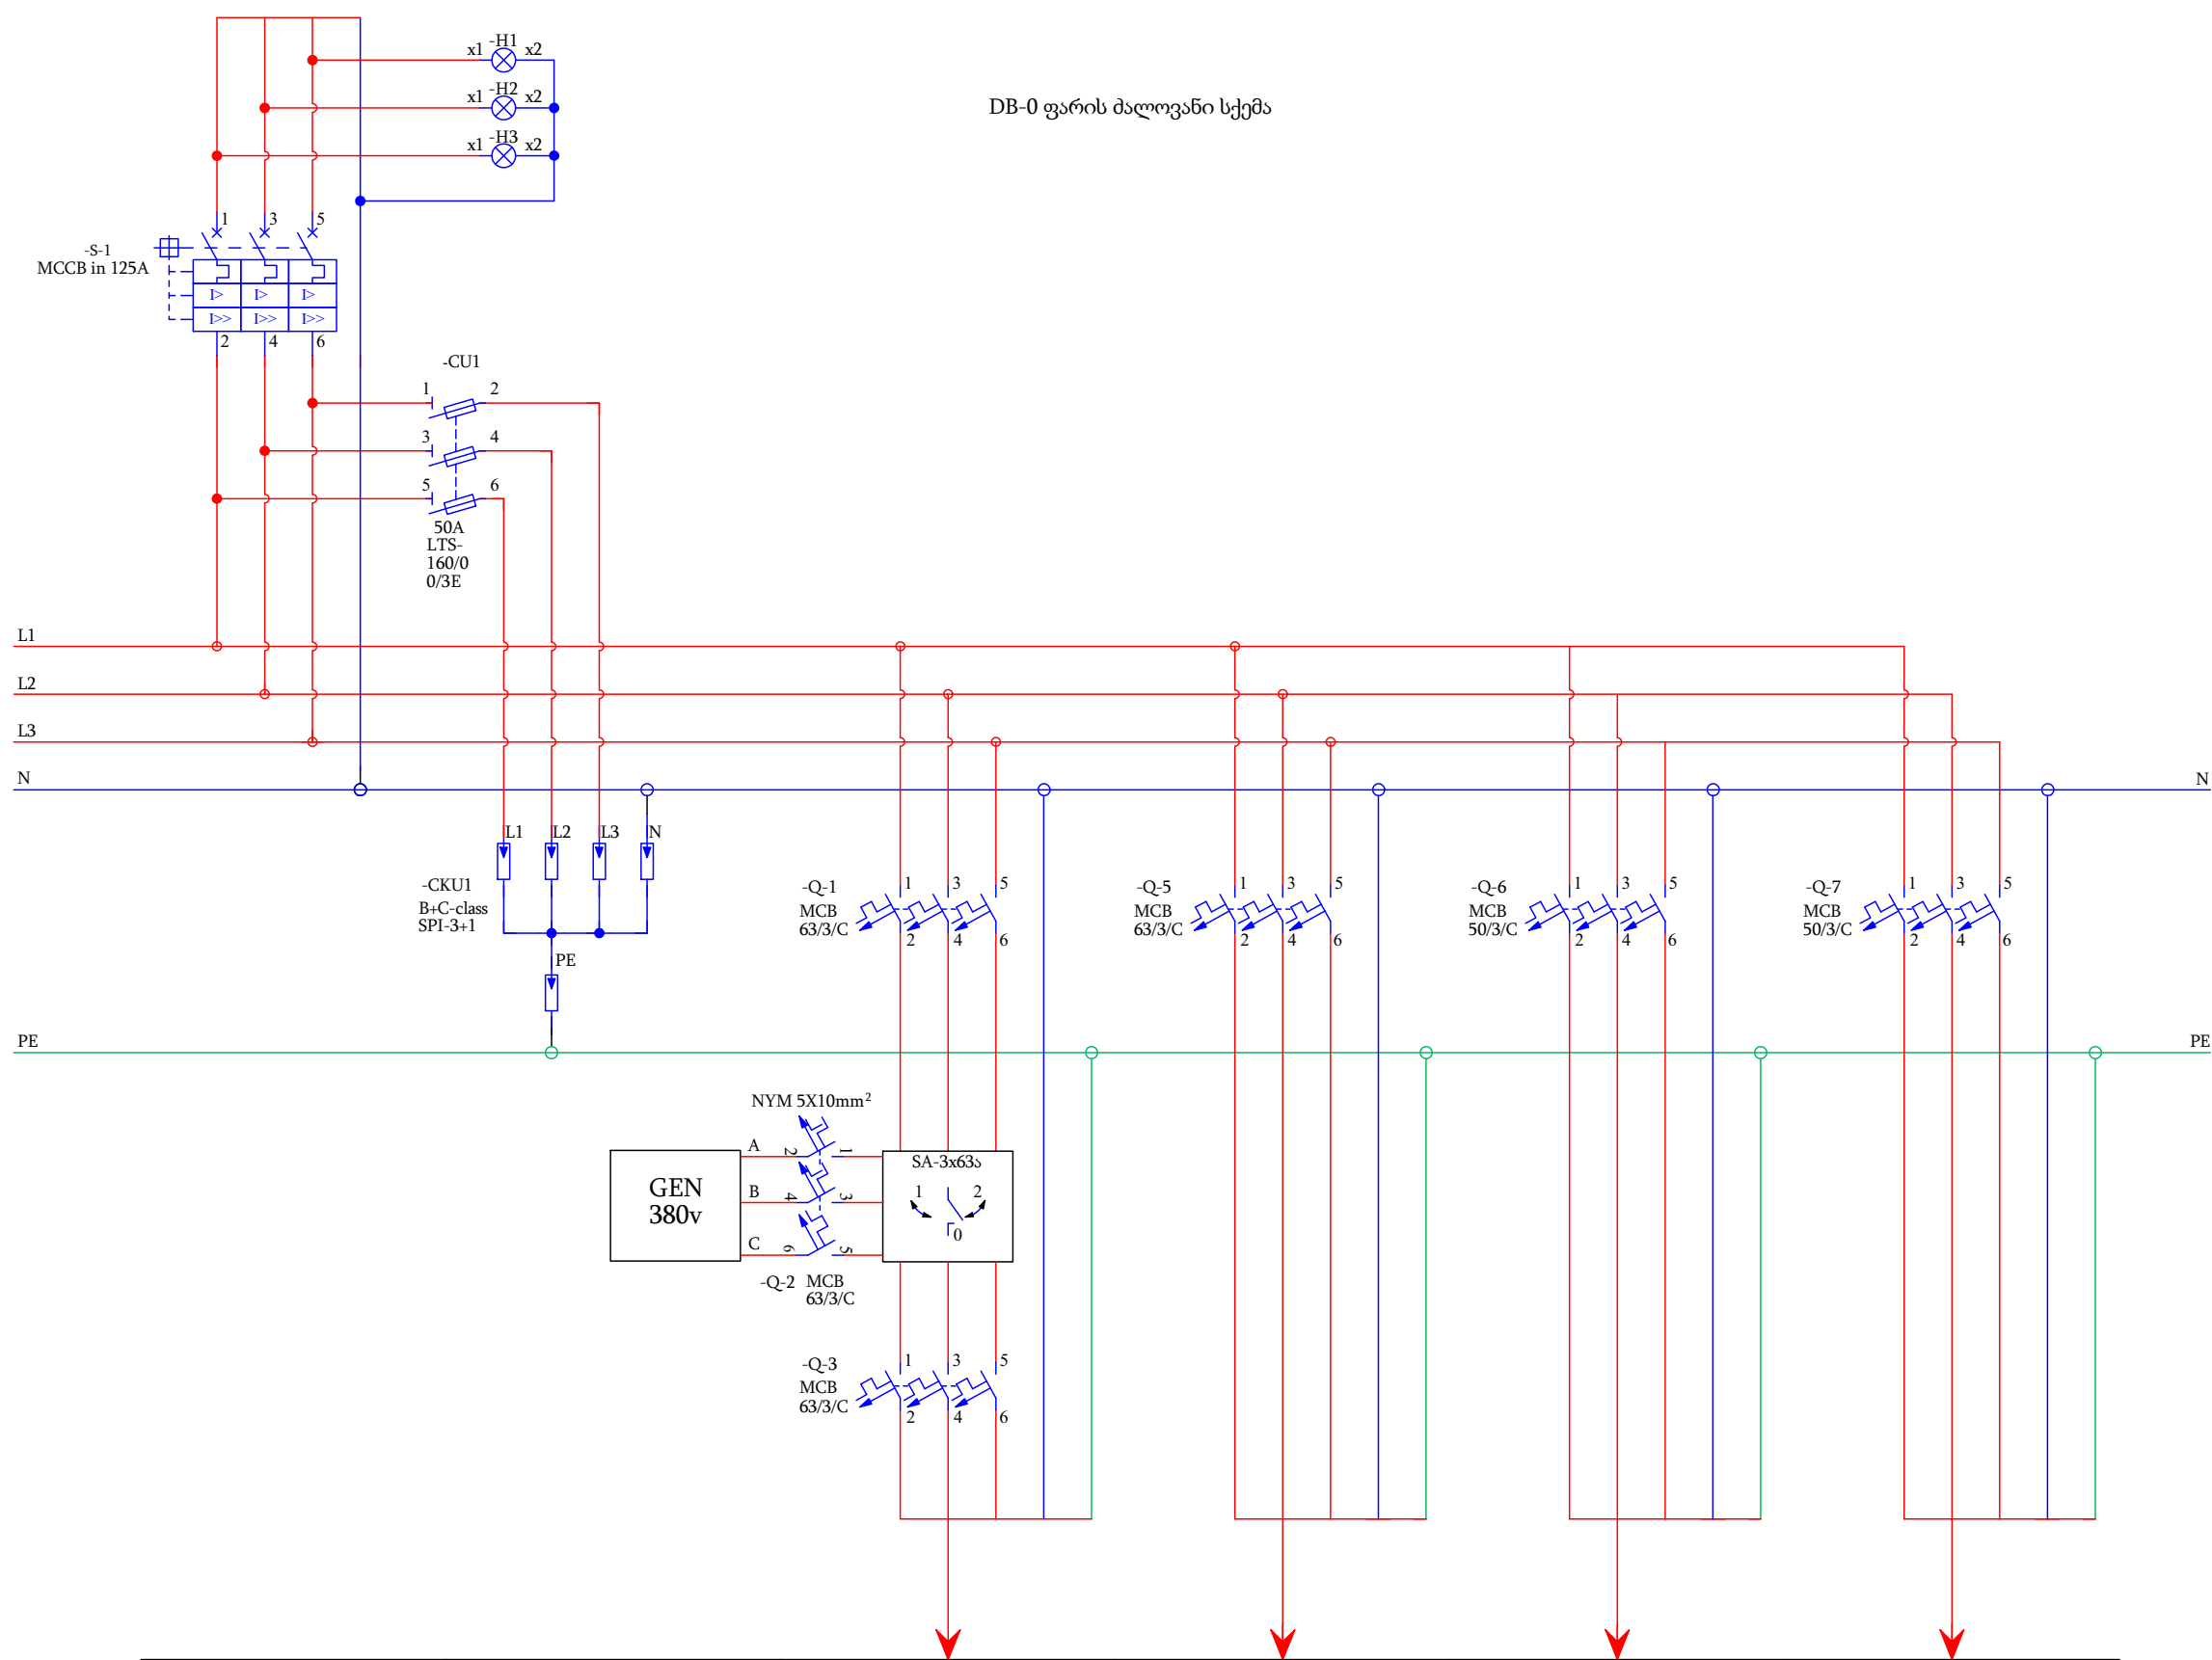 -H1
x1 x2
-H2
x1 x2
DB-0 ფარის ძალოვანი სქემა
-H3
x1 x2
1 3 5
-S-1
MCCB in 125A
I> I> I>
I>> I>> I>>
2 4 6
-CU1
1 2
3 4
5 6
50A
LTS-
160/0
0/3E
L1
L2
L3
N N
L1 L2 L3 N
-CKU1
B+C-class
SPI-3+1
PE
-Q-1
MCB
63/3/C
1 3 5
2 4 6
-Q-5
MCB
63/3/C
1 3 5
2 4 6
-Q-6
MCB
50/3/C
1 3 5
2 4 6
-Q-7
MCB
50/3/C
1 3 5
2 4 6
PE PE
NYM 5X10mm²
GEN
380v
A 2 1
B 4 3
C 6 5
SA-3x63ა
1 2
0
-Q-2 MCB
63/3/C
-Q-3
MCB
63/3/C
1 3 5
2 4 6